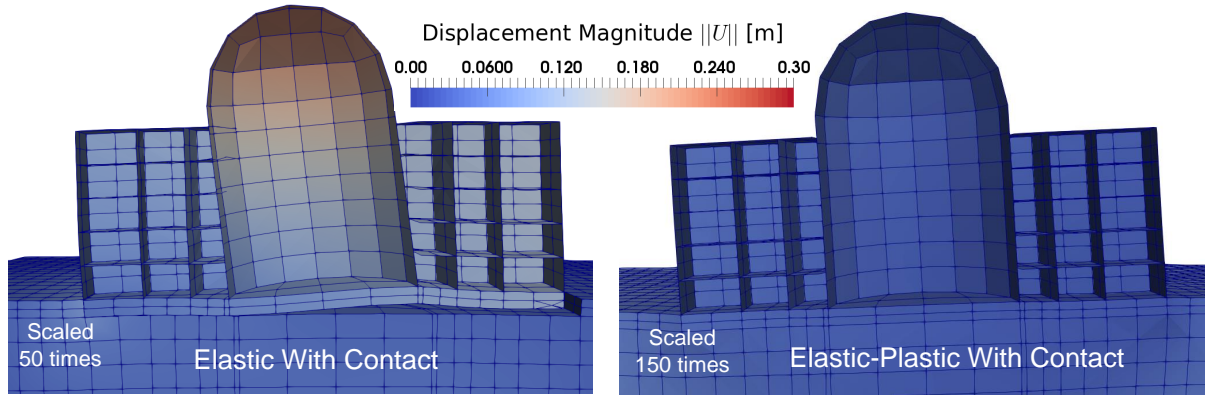 Displacement Magnitude ||U|| [m]
0.00 0.0600 0.120 0.180 0.240 0.30
Scaled
50 times
Elastic With Contact
Scaled
150 times
Elastic-Plastic With Contact